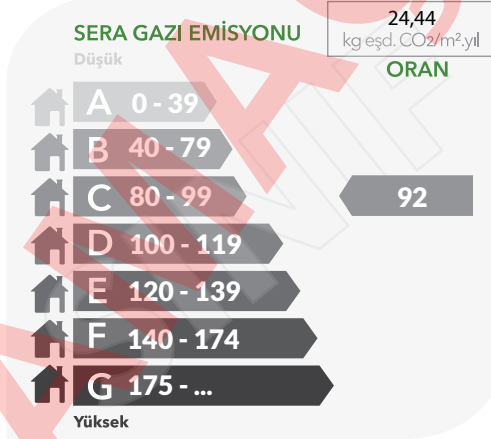 SERA GAZI EMİSYONU
24,44
kg eşd. CO2/m².yıl
Düşük
ORAN
A 0 - 39
B 40 - 79
C 80 - 99
92
D 100 - 119
E 120 - 139
F 140 - 174
G 175 - ...
Yüksek